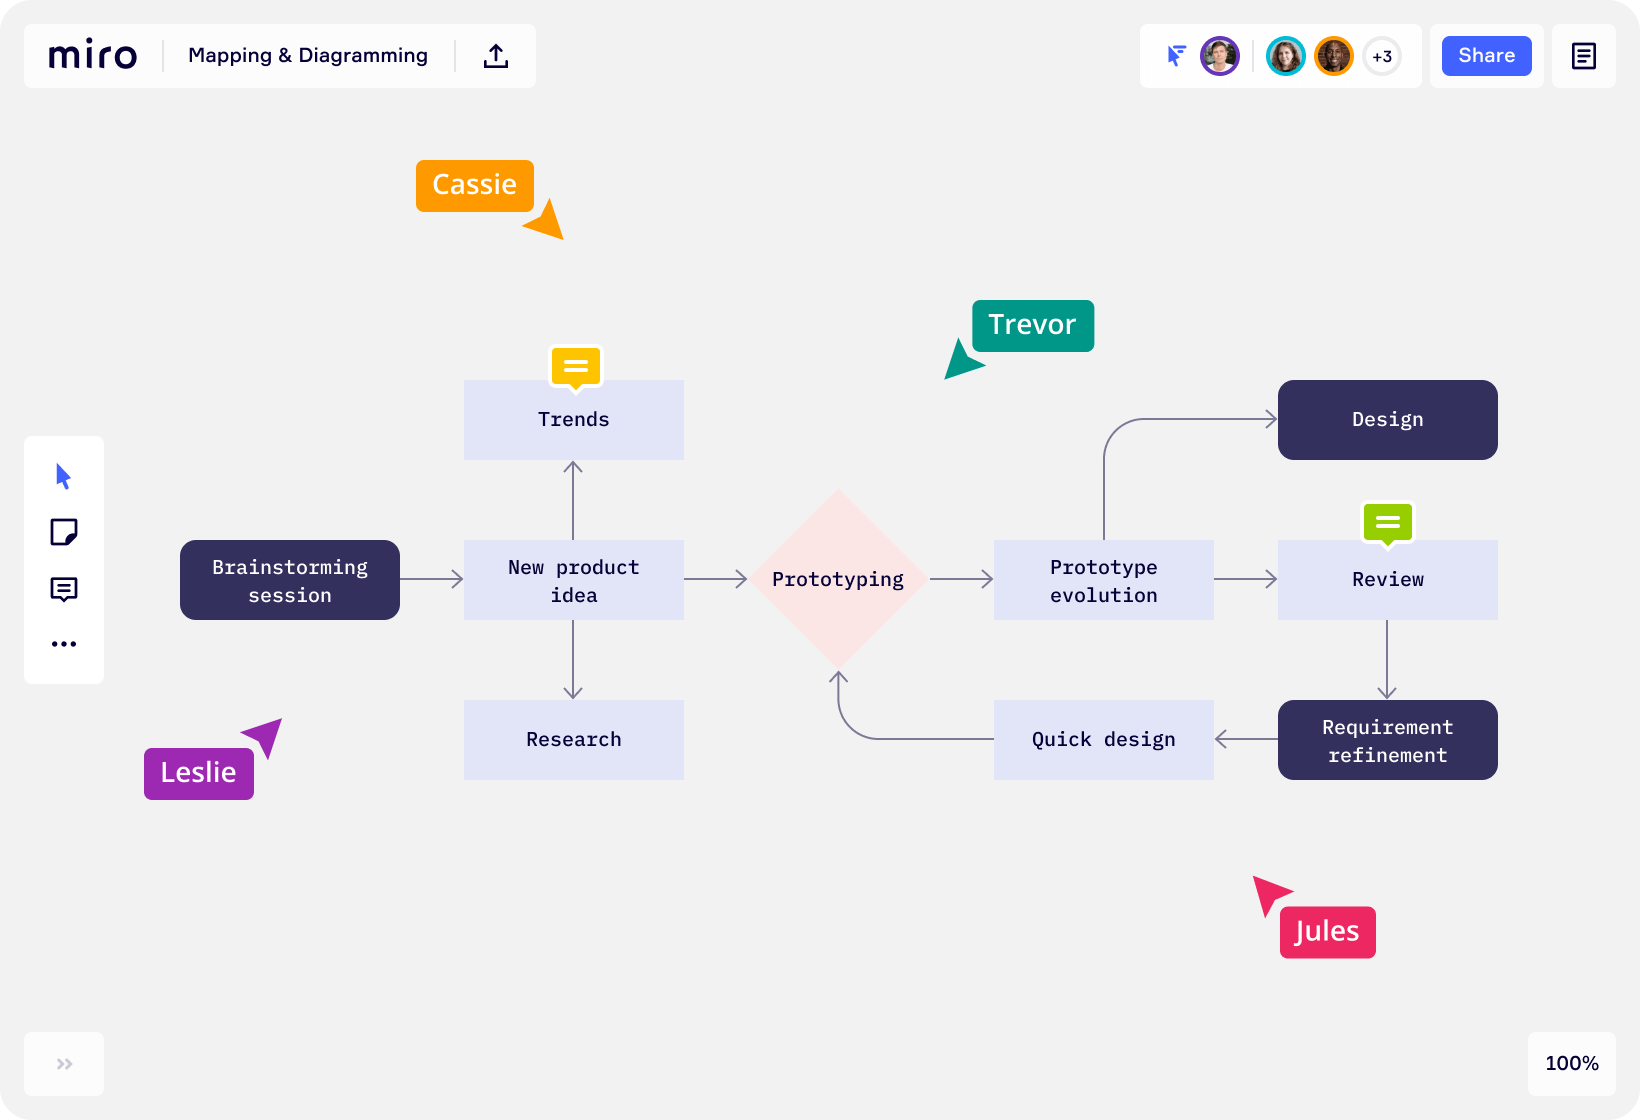 miro
Mapping & Diagramming
+3
Share
Cassie
Trevor
Trends
Design
Brainstorming
session
New product
idea
Prototyping
Prototype
evolution
Review
Research
Quick design
Requirement
refinement
Leslie
Jules
100%